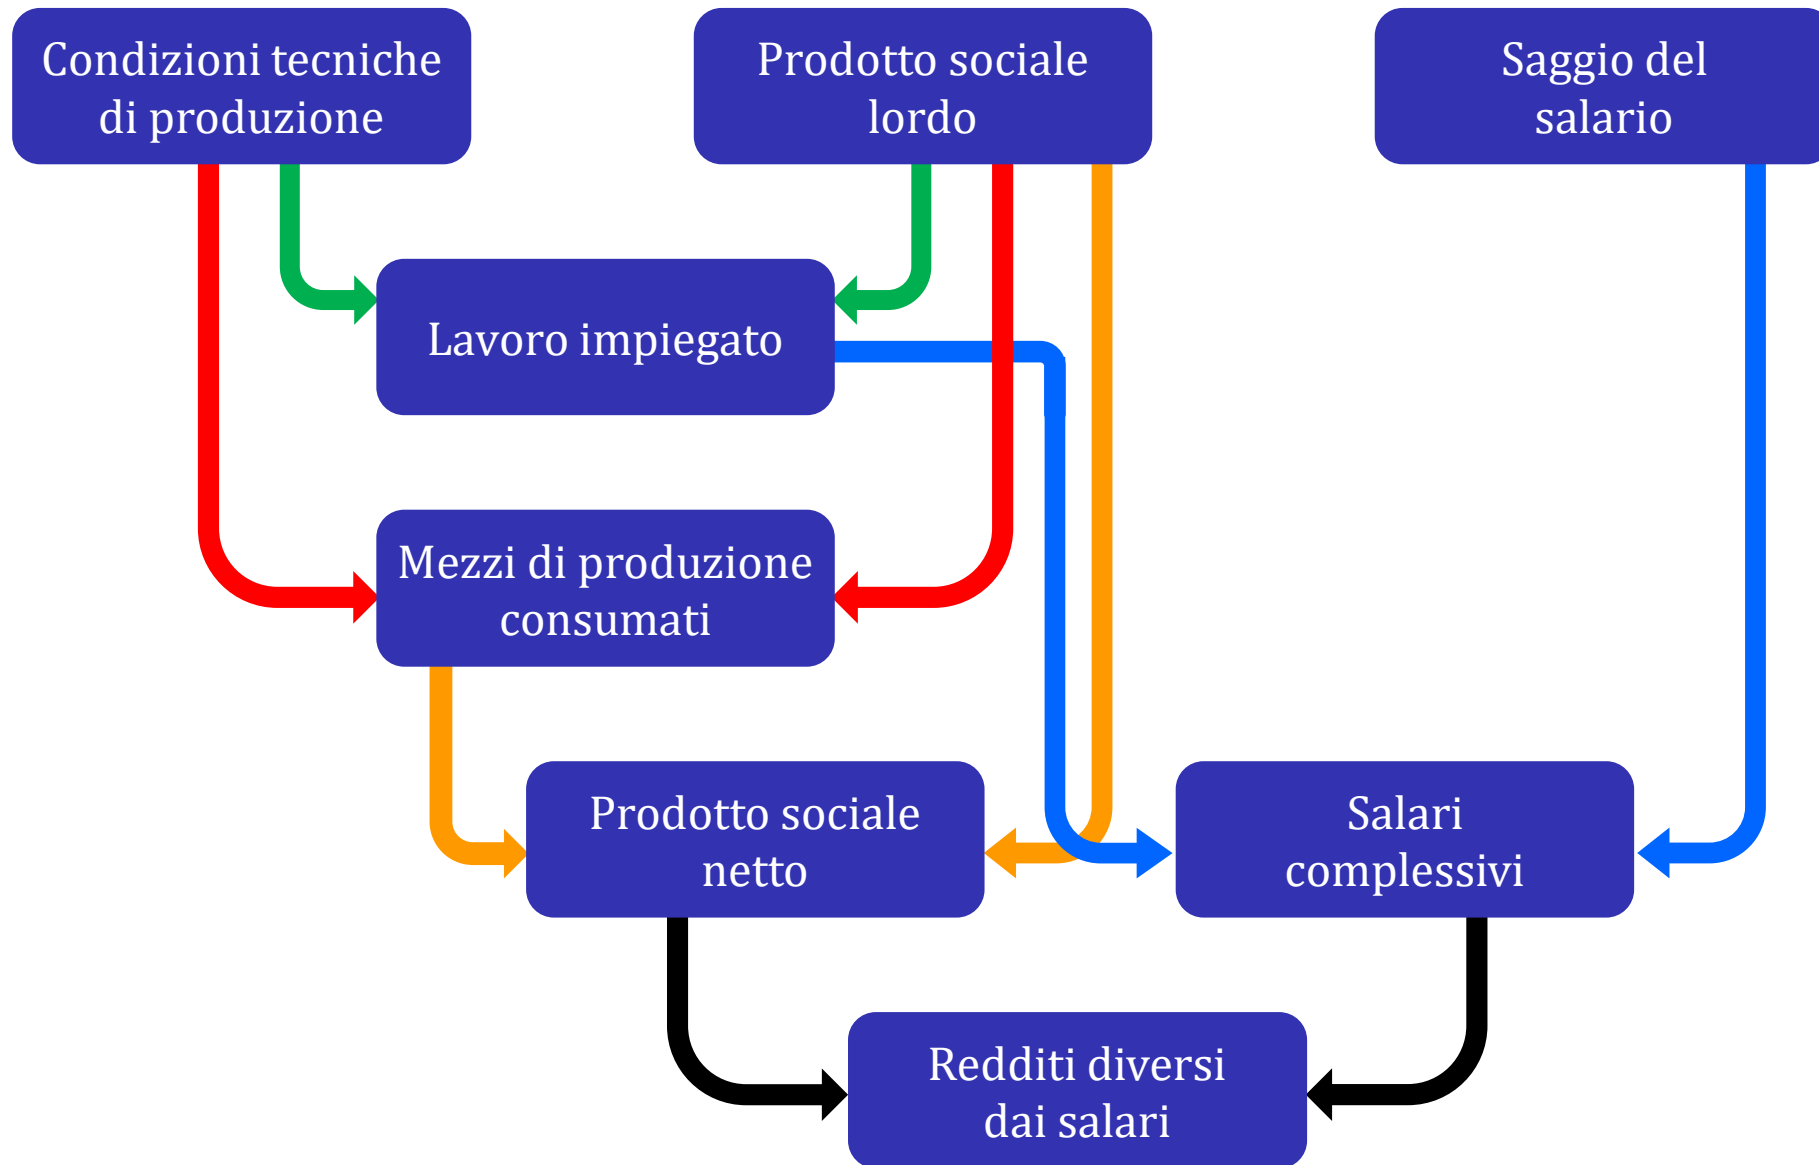 Condizioni tecniche
di produzione
Prodotto sociale
lordo
Saggio del
salario
Lavoro impiegato
Mezzi di produzione
consumati
Prodotto sociale
netto
Salari
complessivi
Redditi diversi
dai salari